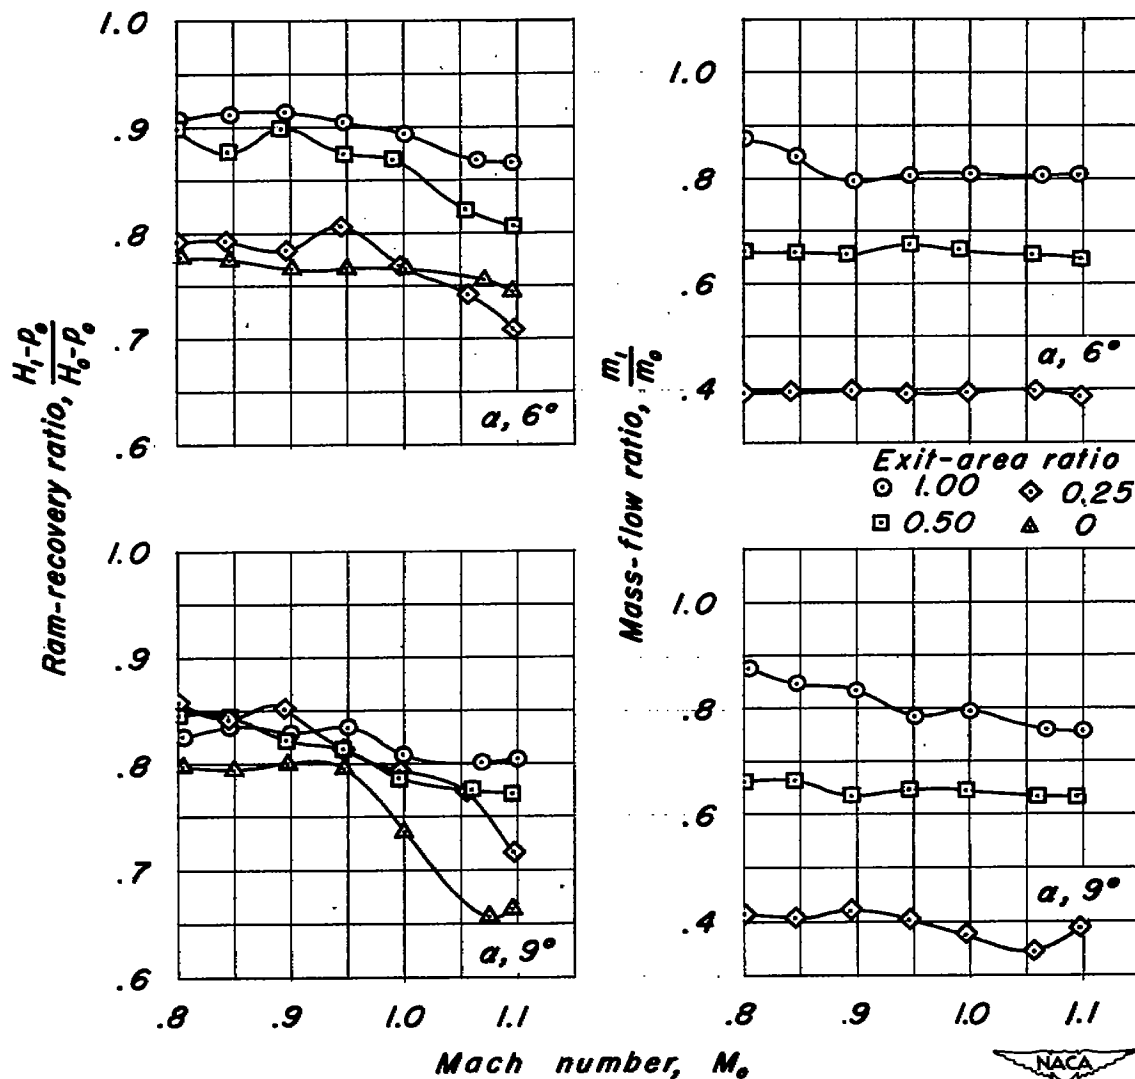 1.0
.9
.8
.7
.6
Ram-recovery ratio, H₁-p₀/H₀-p₀
α, 6°
1.0
.8
.6
.4
Mass-flow ratio, m₁/m₀
α, 6°
Exit-area ratio
1.00 0.25
0.50 0
1.0
.9
.8
.7
.6
α, 9°
1.0
.8
.6
.4
α, 9°
.8 .9 1.0 1.1
.8 .9 1.0 1.1
Mach number, M₀
NACA